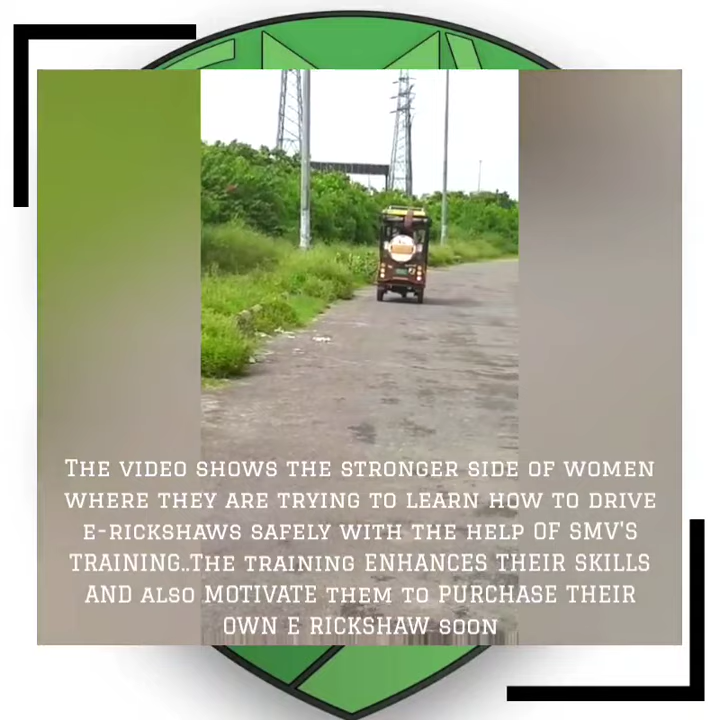 THE VIDEO SHOWS THE STRONGER SIDE OF WOMEN
WHERE THEY ARE TRYING TO LEARN HOW TO DRIVE
E-RICKSHAWS SAFELY WITH THE HELP OF SMV'S
TRAINING..THE TRAINING ENHANCES THEIR SKILLS
AND ALSO MOTIVATE THEM TO PURCHASE THEIR
OWN E RICKSHAW SOON